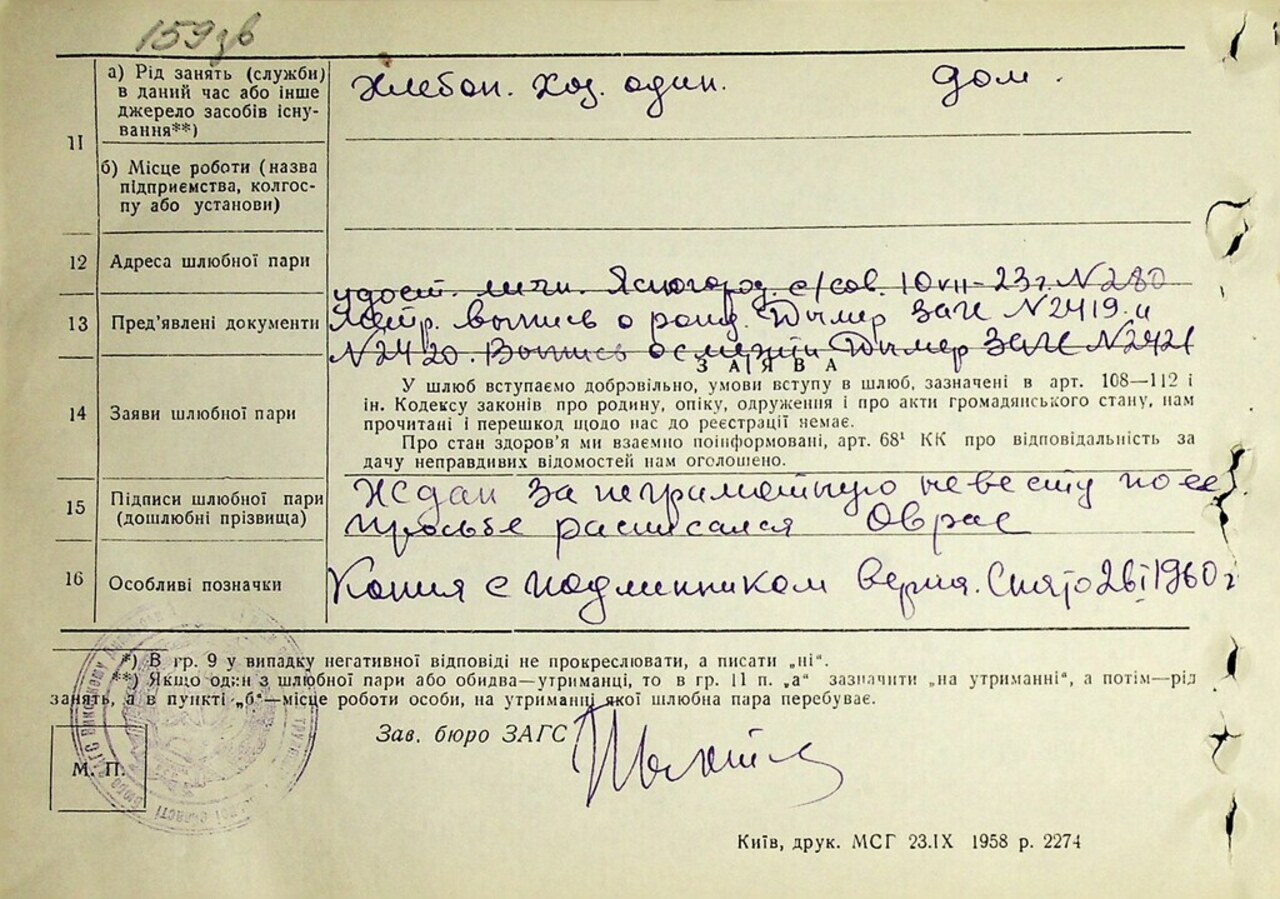 159зв
а) Рід занять (служби) в даний час або інше джерело засобів існу-
вання**)
Хлебоп. Хоз. один. дом.
11
б) Місце роботи (назва підприємства, колгос-
пу або установи)
12 Адреса шлюбної пари
удост. личн. Ясногород. с/сов. 10 VII-23 г. N 280
13 Пред'явлені документи
Метр. выпись о рожд. Дымер ЗАГС N 2419 и
N 2420. Выпись о смерти Дымер ЗАГС N 2421
ЗАЯВА
14 Заяви шлюбної пари
У шлюб вступаємо добровільно, умови вступу в шлюб, зазначені в арт. 108—112 і
ін. Кодексу законів про родину, опіку, одруження і про акти громадянського стану, нам
прочитані і перешкод щодо нас до реєстрації немає.
Про стан здоров'я ми взаємно поінформовані, арт. 68¹ КК про відповідальність за
дачу неправдивих відомостей нам оголошено.
15 Підписи шлюбної пари
(дошлюбні прізвища)
Ждан За неграмотную невесту по ее
просьбе расписался
16 Особливі позначки
Копия с подлинником верна. Снято 26 I 1960 г
*) В гр. 9 у випадку негативної відповіді не прокреслювати, а писати „ні“.
**) Якщо один з шлюбної пари або обидва—утриманці, то в гр. 11 п. „а“ зазначити „на утриманні“, а потім—рід
занять, а в пункті „б“—місце роботи особи, на утриманні якої шлюбна пара перебуває.
Зав. бюро ЗАГС
М. П.
Київ, друк. МСГ 23.IX 1958 р. 2274